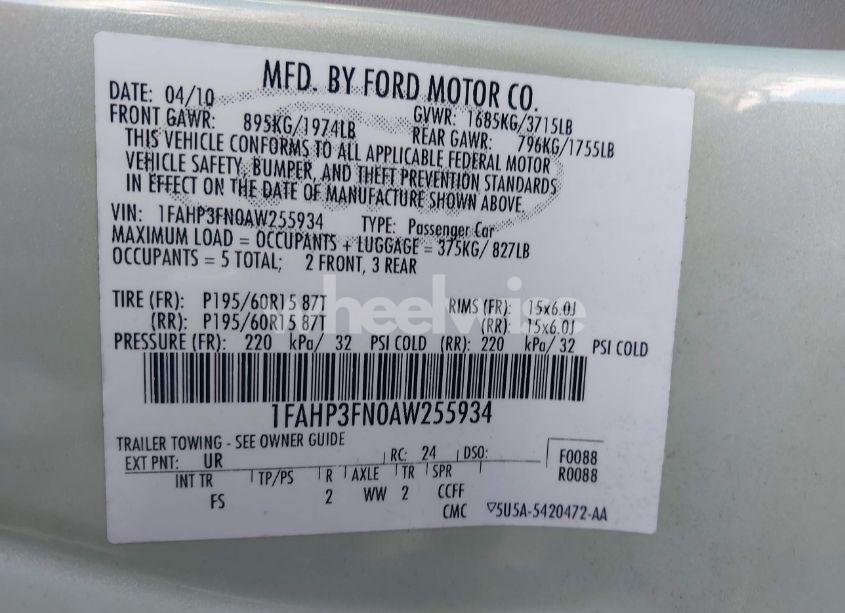 MFD. BY FORD MOTOR CO.
DATE: 04/10 GVWR: 1685KG/3715LB
FRONT GAWR: 895KG/1974LB REAR GAWR: 796KG/1755LB
THIS VEHICLE CONFORMS TO ALL APPLICABLE FEDERAL MOTOR
VEHICLE SAFETY, BUMPER, AND THEFT PREVENTION STANDARDS
IN EFFECT ON THE DATE OF MANUFACTURE SHOWN ABOVE.
VIN: 1FAHP3FN0AW255934 TYPE: Passenger Car
MAXIMUM LOAD = OCCUPANTS + LUGGAGE = 375KG/ 827LB
OCCUPANTS = 5 TOTAL; 2 FRONT, 3 REAR
wheelwise
TIRE (FR): P195/60R15 87T RIMS (FR): 15x6.0J
(RR): P195/60R15 87T (RR): 15x6.0J
PRESSURE (FR): 220 kPa/ 32 PSI COLD (RR): 220 kPa/ 32 PSI COLD
1FAHP3FN0AW255934
TRAILER TOWING - SEE OWNER GUIDE
EXT PNT: UR RC: 24 DSO: F0088
INT TR TP/PS R AXLE TR SPR R0088
FS 2 WW 2 CCFF
CMC 5U5A-5420472-AA